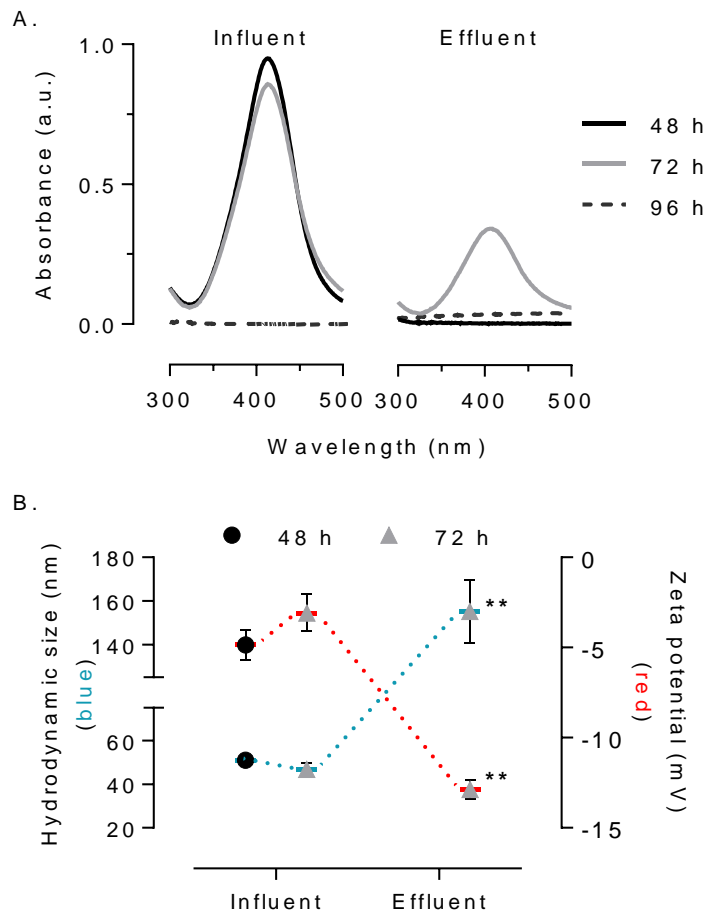 A.
Influent Effluent
1.0
0.5
0.0
Absorbance (a.u.)
48 h
72 h
96 h
300 400 500 300 400 500
Wavelength (nm)
B.
48 h 72 h
180
160
140
60
40
20
Hydrodynamic size (nm)
(blue)
**
**
0
-5
-10
-15
Zeta potential (mV)
(red)
Influent Effluent